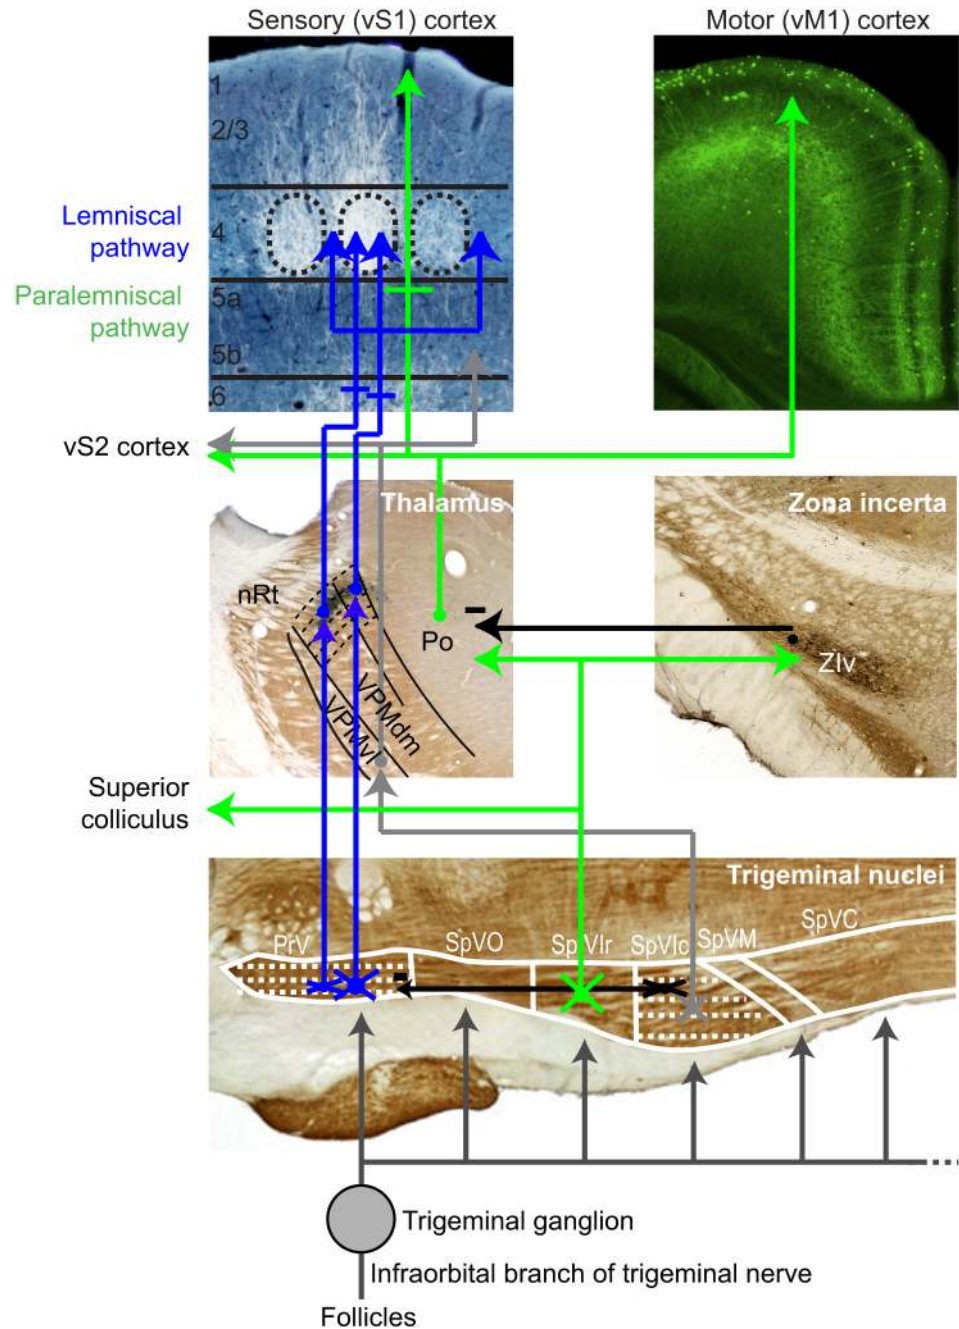 Sensory (vS1) cortex
Motor (vM1) cortex
1
2/3
Lemniscal
pathway
4
Paralemniscal
pathway
5a
5b
6
vS2 cortex
Thalamus
Zona incerta
nRt
Po
ZIv
VPMdm
VPMvl
Superior
colliculus
Trigeminal nuclei
PrV
SpVO
SpVIr
SpVIc
SpVM
SpVC
Trigeminal ganglion
Infraorbital branch of trigeminal nerve
Follicles